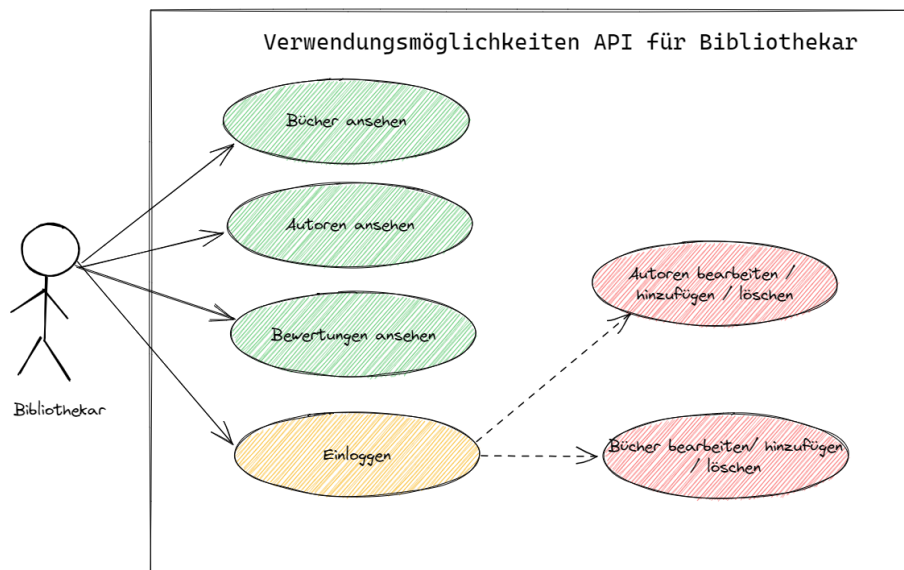 Verwendungsmöglichkeiten API für Bibliothekar
Bücher ansehen
Autoren ansehen
Autoren bearbeiten /
hinzufügen / löschen
Bewertungen ansehen
Bibliothekar
Einloggen
Bücher bearbeiten/ hinzufügen
/ löschen